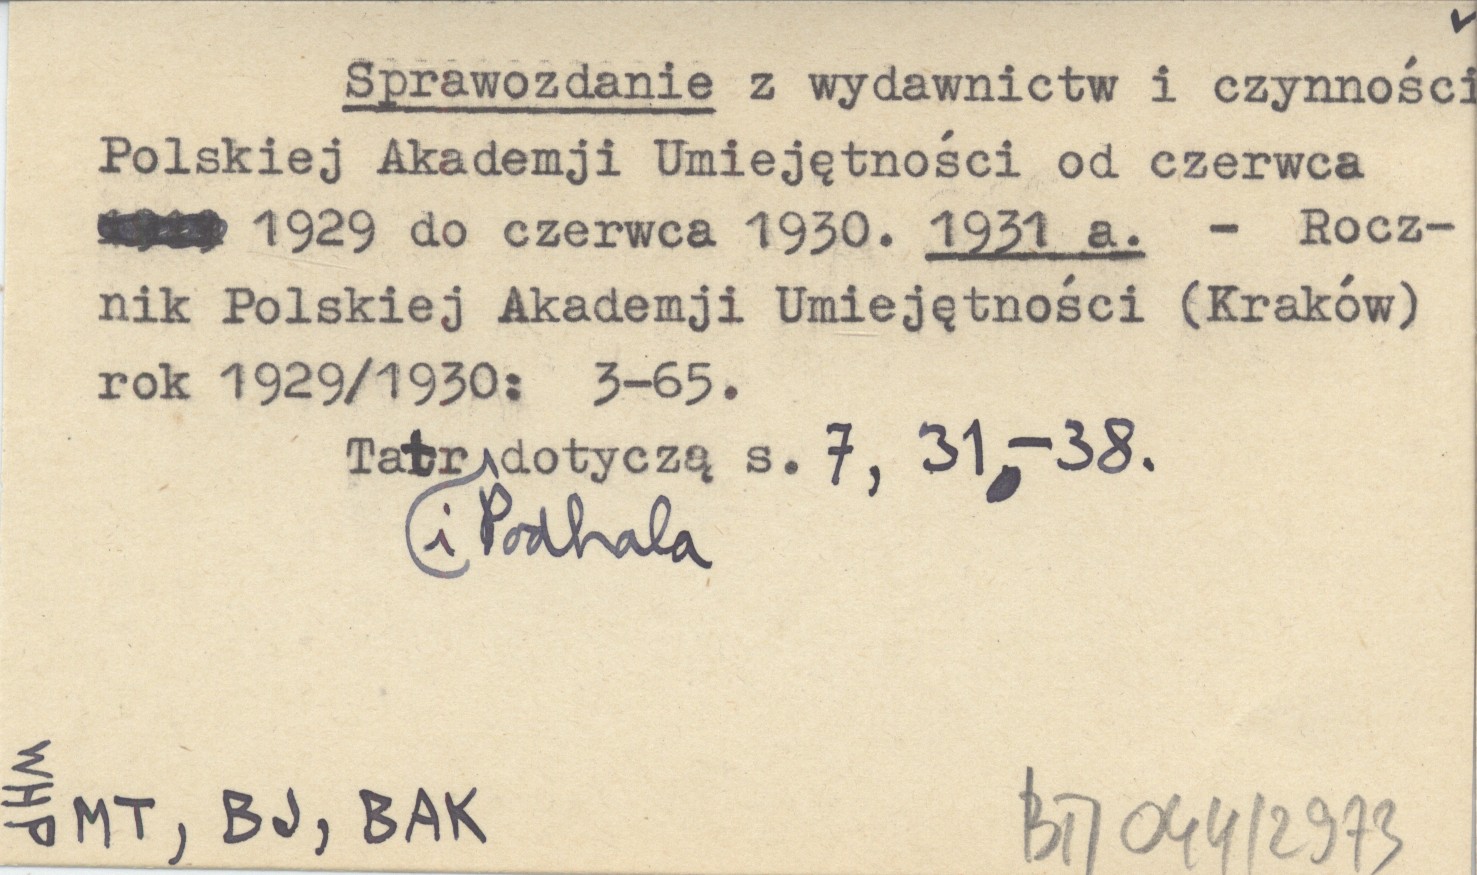 Sprawozdanie z wydawnictw i czynności
Polskiej Akademji Umiejętności od czerwca
1929 do czerwca 1930. 1931 a. - Rocz-
nik Polskiej Akademji Umiejętności (Kraków)
rok 1929/1930: 3-65.
Tatr dotyczą s. 7, 31,-38.
i Podhala
WHP
MT, BJ, BAK
044/2973